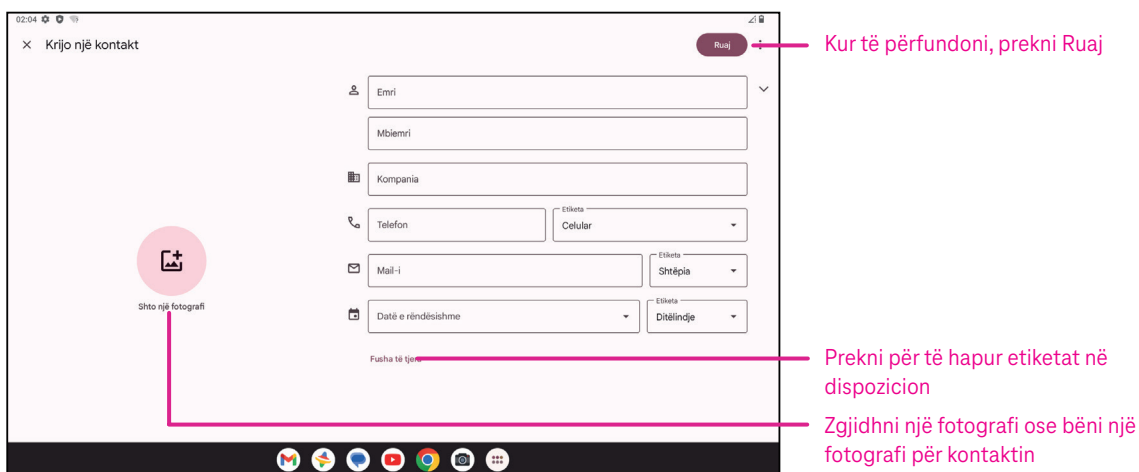 02:04
Krijo një kontakt
Ruaj
Kur të përfundoni, prekni Ruaj
Emri
Mbiemri
Kompania
Telefon
Etiketa
Celular
Mail-i
Etiketa
Shtëpia
Shto një fotografi
Datë e rëndësishme
Etiketa
Ditëlindje
Fusha të tjera
Prekni për të hapur etiketat në
dispozicion
Zgjidhni një fotografi ose bëni një
fotografi për kontaktin